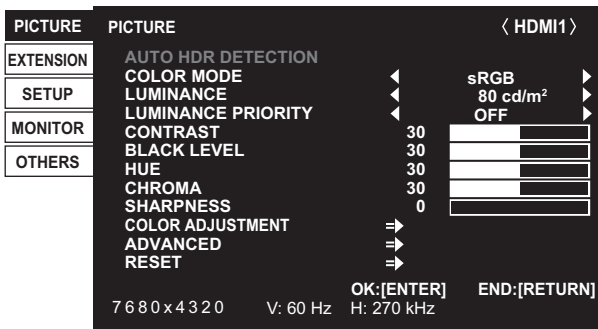 PICTURE
EXTENSION
SETUP
MONITOR
OTHERS
PICTURE 〈 HDMI1 〉
AUTO HDR DETECTION
COLOR MODE sRGB
LUMINANCE 80 cd/m²
LUMINANCE PRIORITY OFF
CONTRAST 30
BLACK LEVEL 30
HUE 30
CHROMA 30
SHARPNESS 0
COLOR ADJUSTMENT
ADVANCED
RESET
OK:[ENTER] END:[RETURN]
7680x4320 V: 60 Hz H: 270 kHz